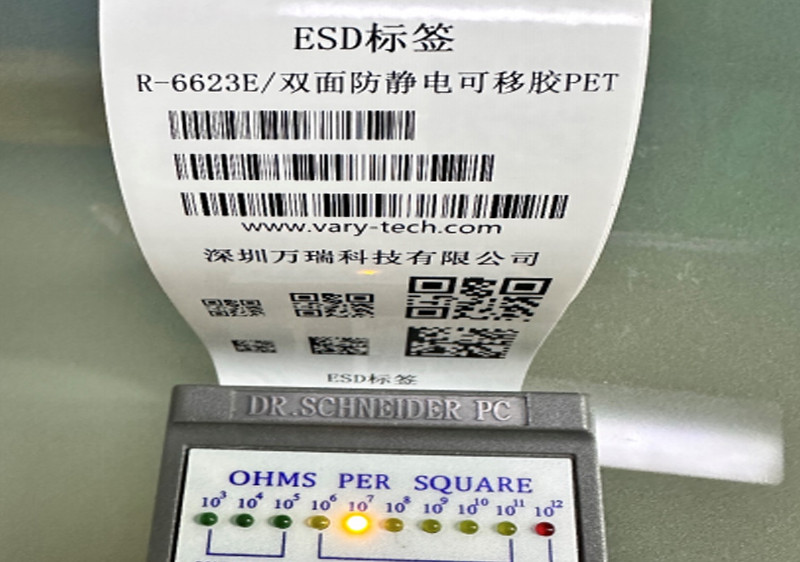 ESD标签
R-6623E/双面防静电可移胶PET
www.vary-tech.com
深圳万瑞科技有限公司
ESD标签
DR.SCHNEIDER PC
OHMS PER SQUARE
10³ 10⁴ 10⁵ 10⁶ 10⁷ 10⁸ 10⁹ 10¹⁰ 10¹¹ 10¹²